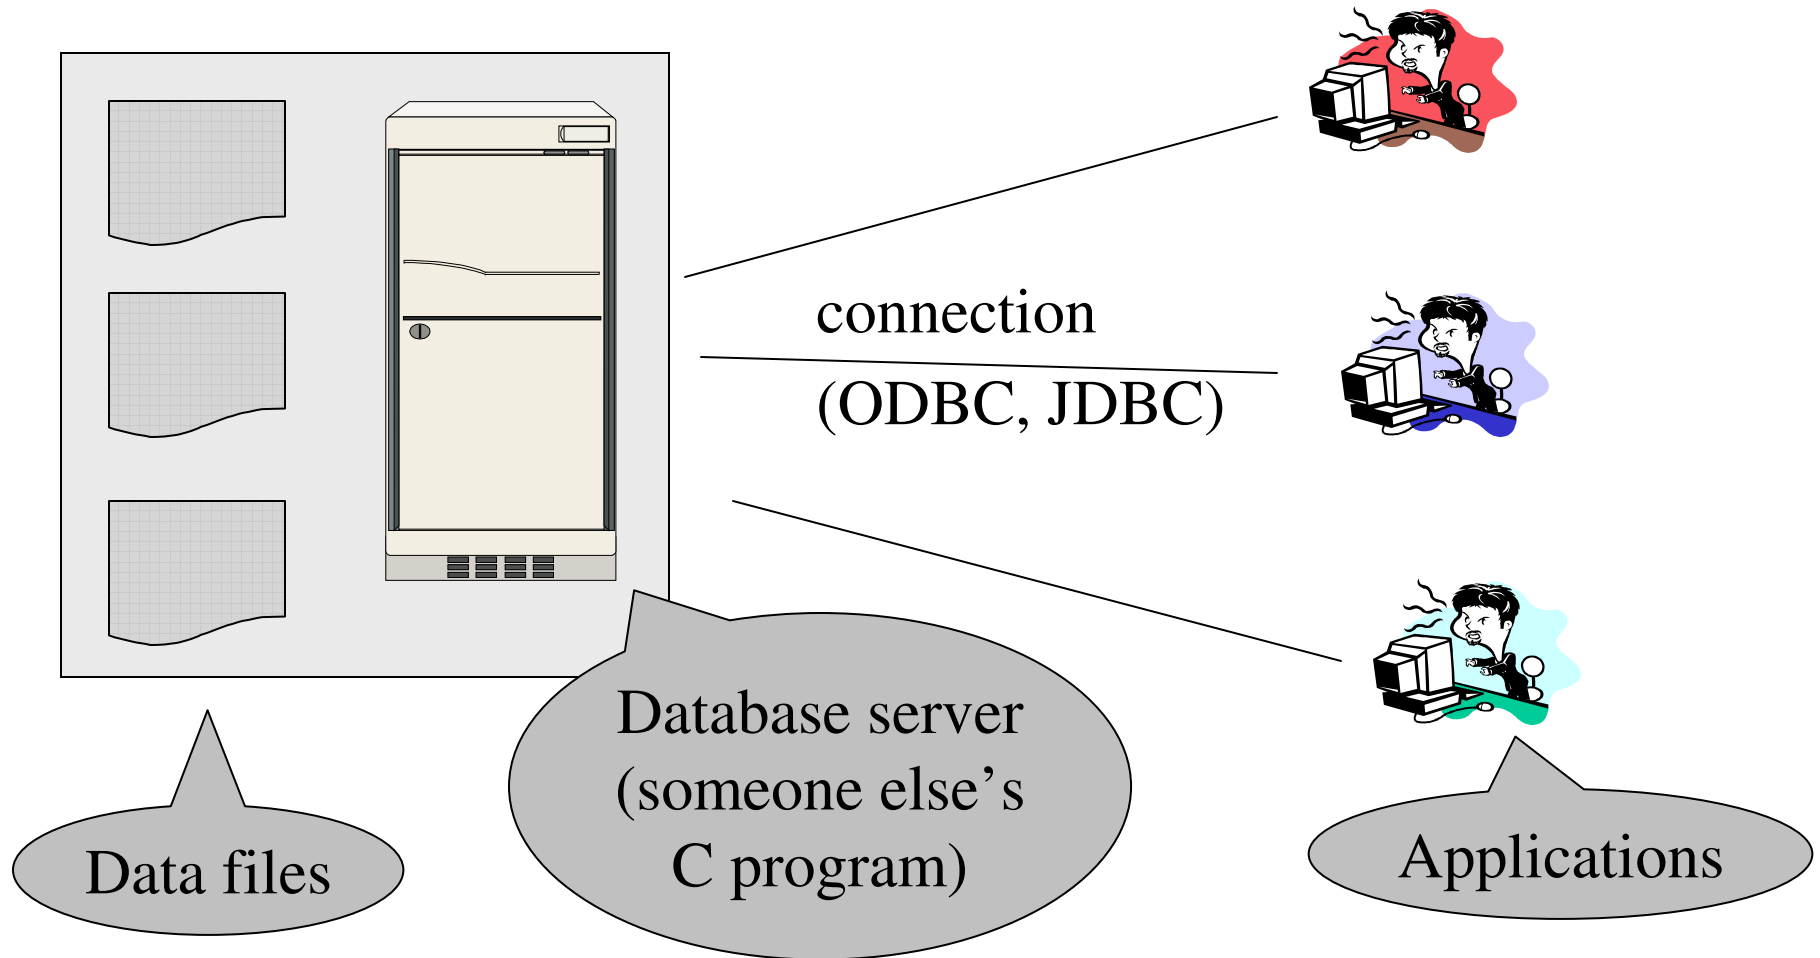 connection
(ODBC, JDBC)
Database server
(someone else’s
C program)
Data files
Applications